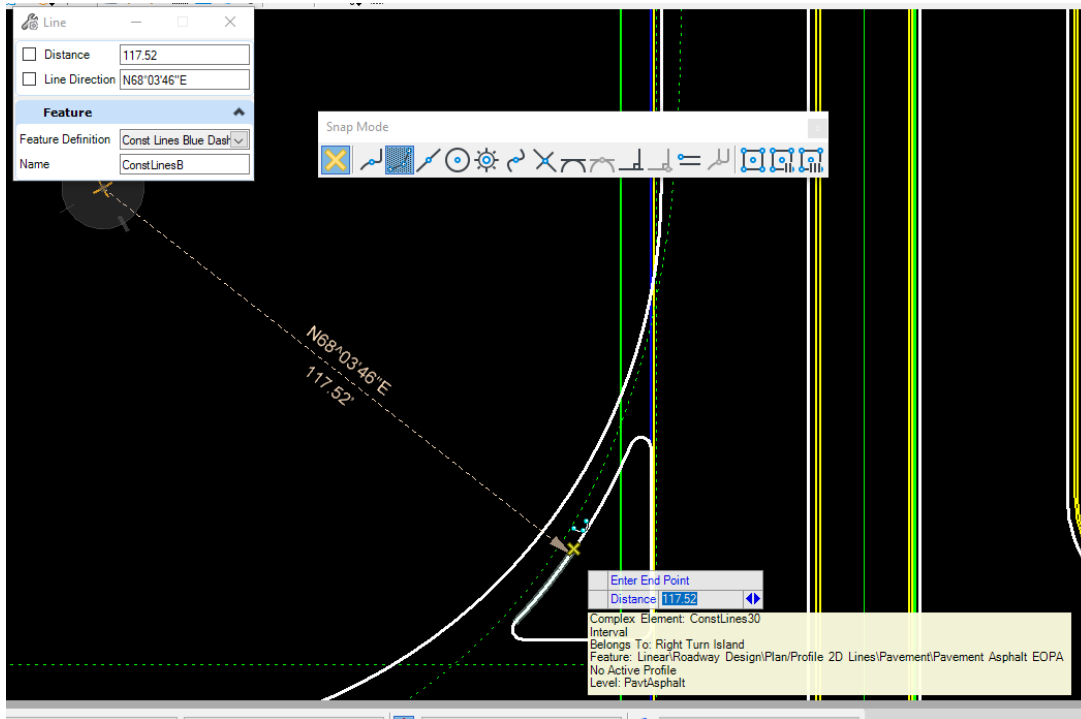 Line
Distance 117.52
Line Direction N68°03'46"E
Feature
Feature Definition Const Lines Blue Dash
Name ConstLinesB
Snap Mode
N68^03'46"E
117.52'
Enter End Point
Distance 117.52
Complex Element: ConstLines30
Interval
Belongs To: Right Turn Island
Feature: Linear\Roadway Design\Plan/Profile 2D Lines\Pavement\Pavement Asphalt EOPA
No Active Profile
Level: PavtAsphalt